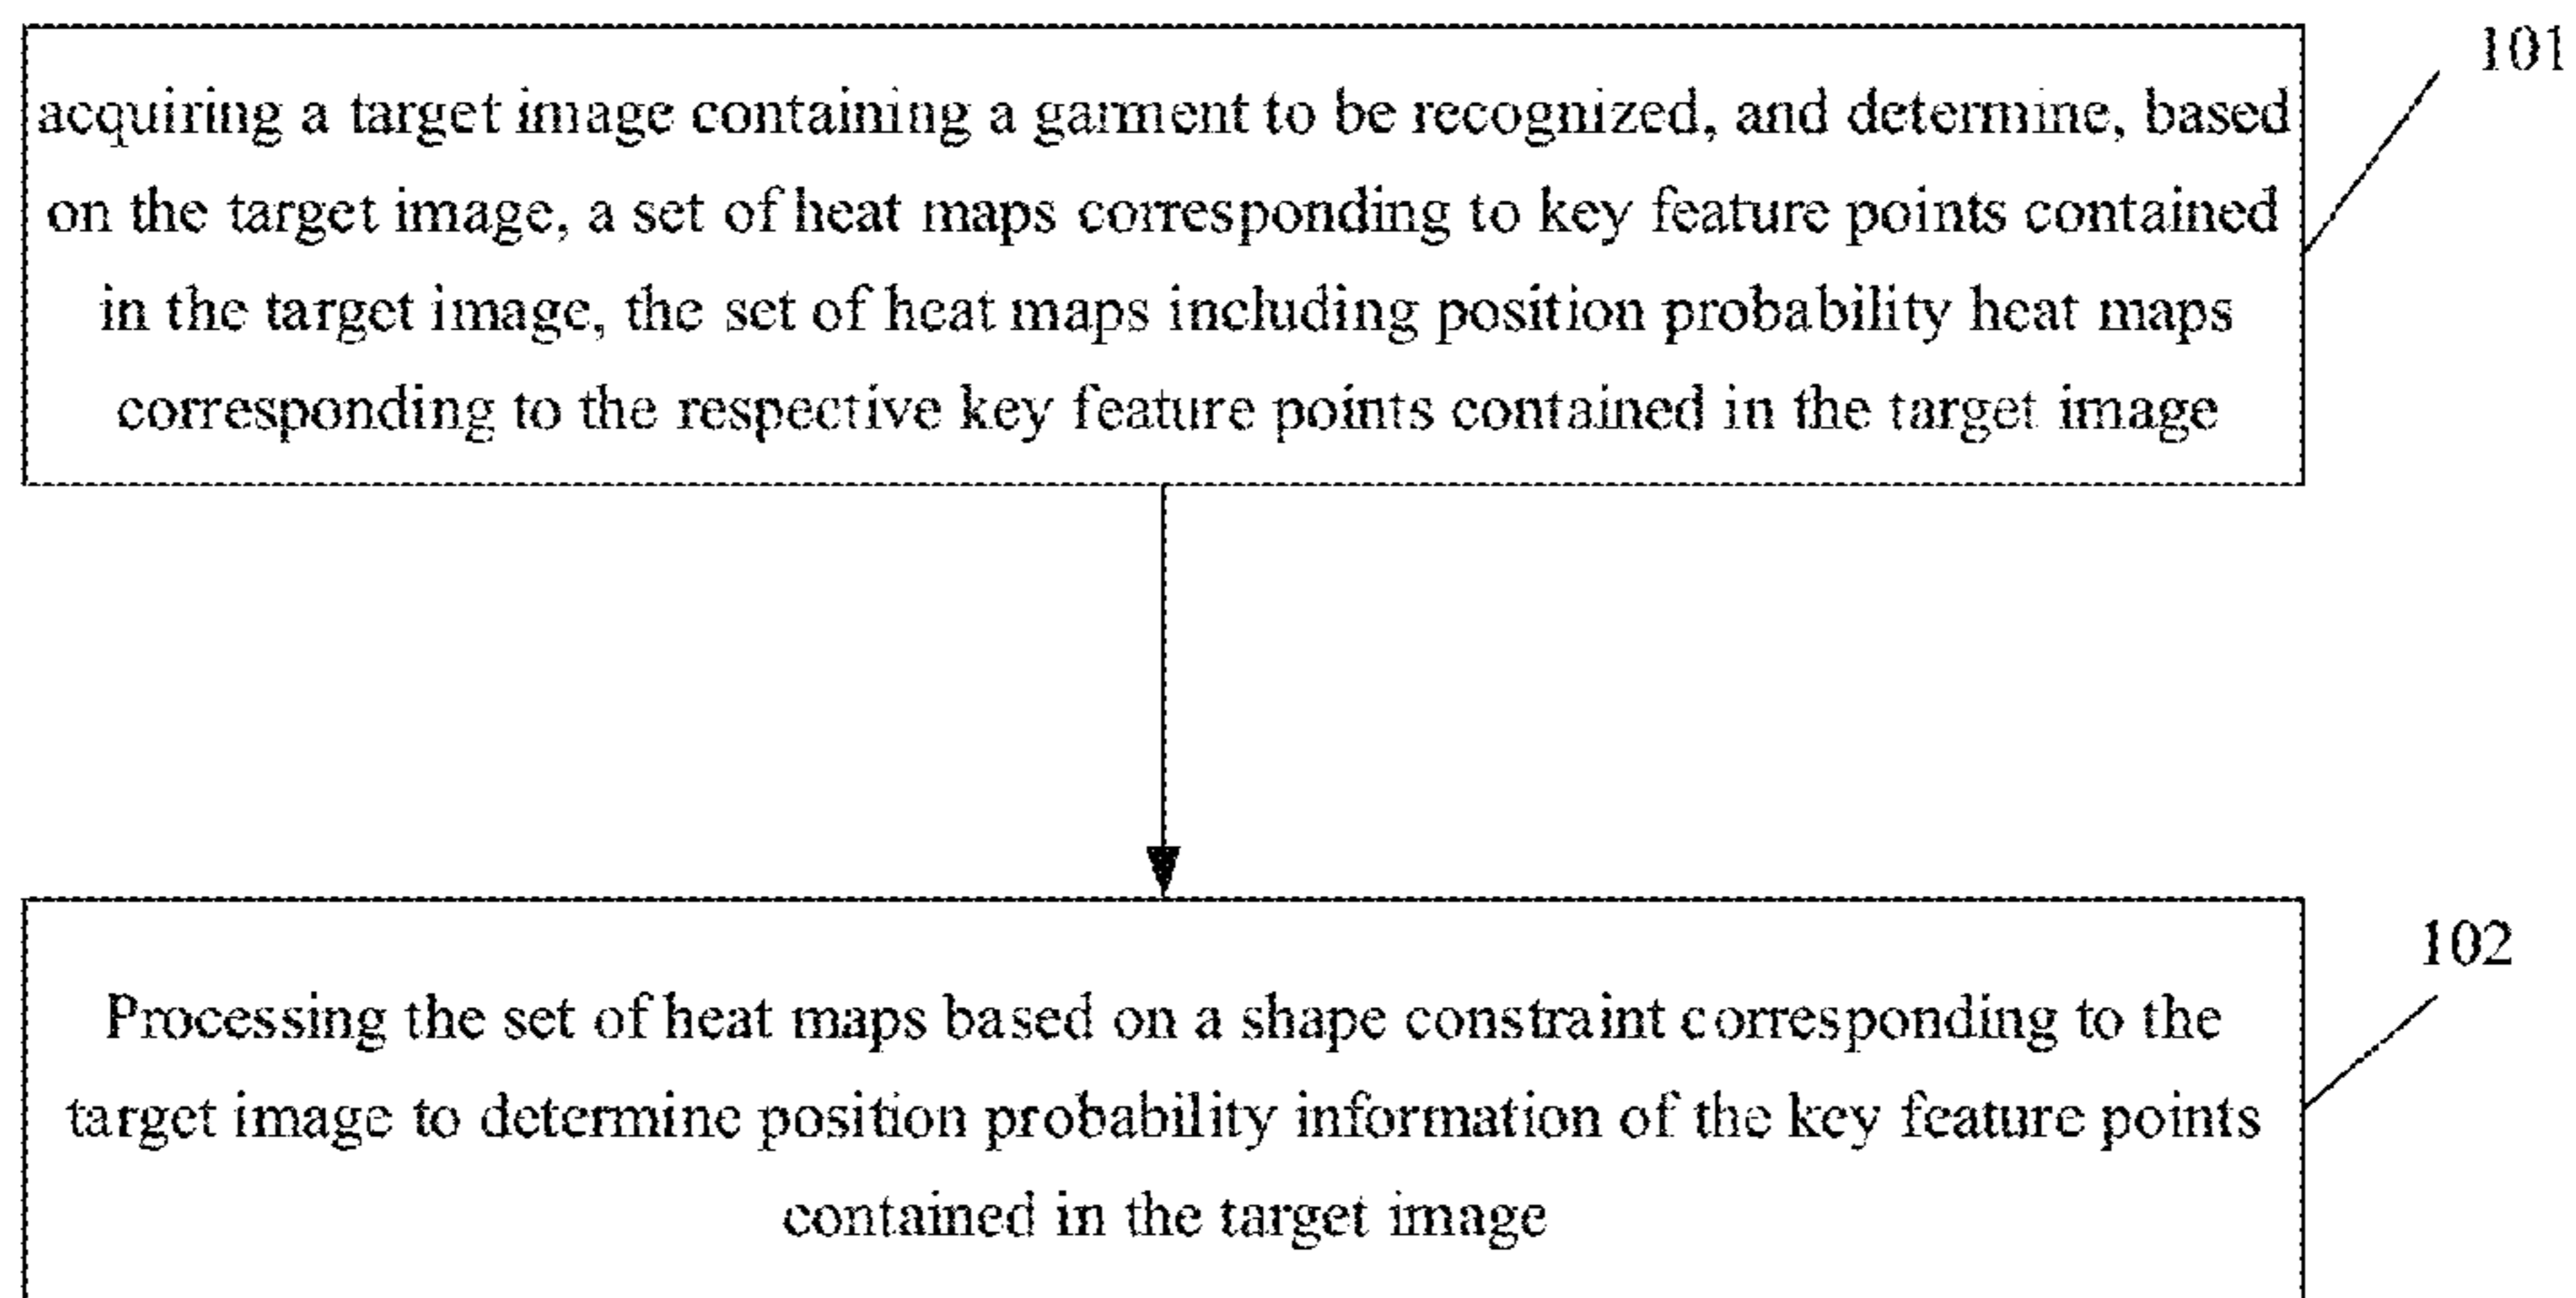 101
acquiring a target image containing a garment to be recognized, and determine, based
on the target image, a set of heat maps corresponding to key feature points contained
in the target image, the set of heat maps including position probability heat maps
corresponding to the respective key feature points contained in the target image
102
Processing the set of heat maps based on a shape constraint corresponding to the
target image to determine position probability information of the key feature points
contained in the target image